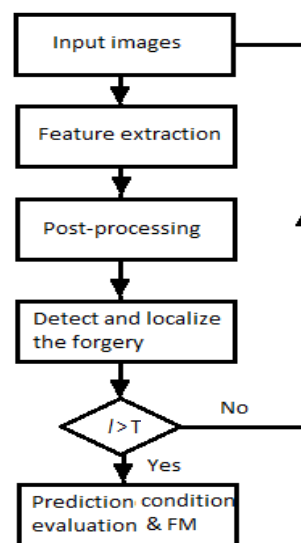 Input images
Feature extraction
Post-processing
Detect and localize
the forgery
l > T
No
Yes
Prediction condition
evaluation & FM